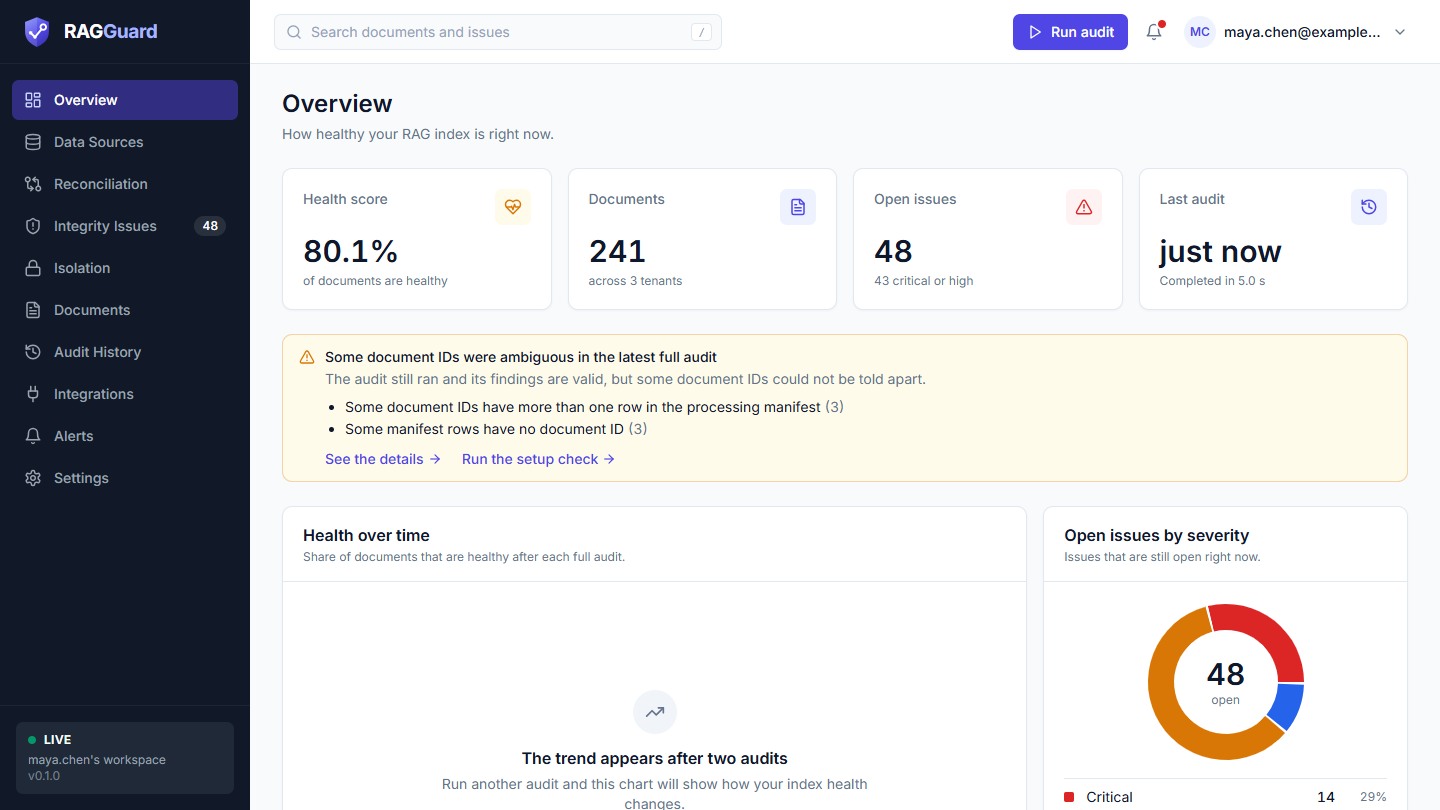 RAGGuard
Search documents and issues
/
Run audit
MC
maya.chen@example...
Overview
Data Sources
Reconciliation
Integrity Issues
48
Isolation
Documents
Audit History
Integrations
Alerts
Settings
LIVE
maya.chen's workspace
v0.1.0
Overview
How healthy your RAG index is right now.
Health score
80.1%
of documents are healthy
Documents
241
across 3 tenants
Open issues
48
43 critical or high
Last audit
just now
Completed in 5.0 s
Some document IDs were ambiguous in the latest full audit
The audit still ran and its findings are valid, but some document IDs could not be told apart.
• Some document IDs have more than one row in the processing manifest (3)
• Some manifest rows have no document ID (3)
See the details → Run the setup check →
Health over time
Share of documents that are healthy after each full audit.
The trend appears after two audits
Run another audit and this chart will show how your index health
changes.
Open issues by severity
Issues that are still open right now.
48
open
Critical 14 29%